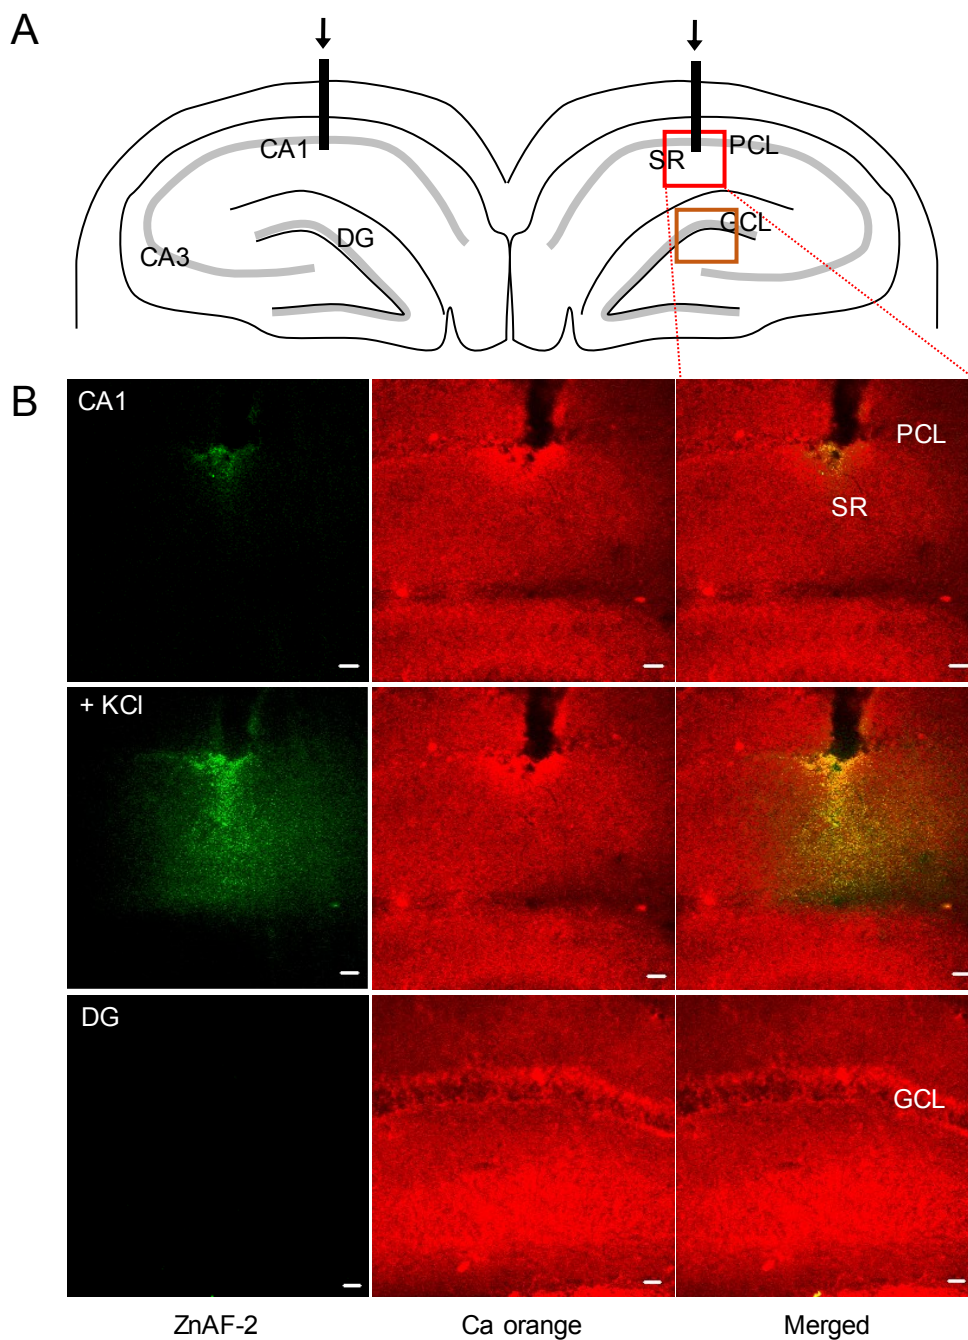 A
CA1
SR
PCL
DG
GCL
CA3
B
CA1
PCL
SR
+ KCl
DG
GCL
ZnAF-2
Ca orange
Merged